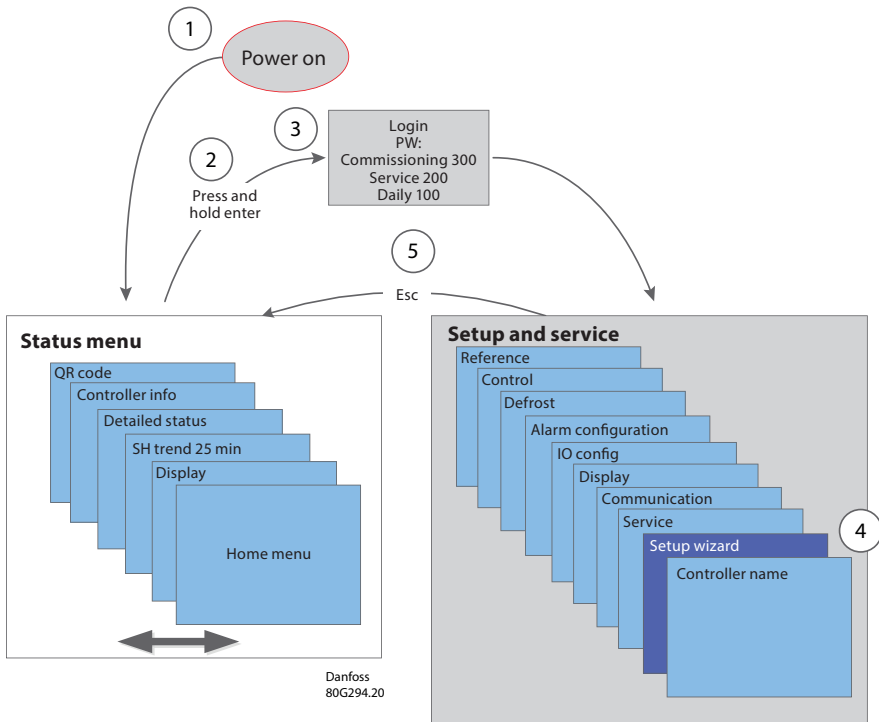 1
Power on
3
Login
PW:
Commissioning 300
Service 200
Daily 100
2
Press and
hold enter
5
Esc
Status menu
QR code
Controller info
Detailed status
SH trend 25 min
Display
Home menu
Setup and service
Reference
Control
Defrost
Alarm configuration
IO config
Display
Communication
Service
Setup wizard
4
Controller name
Danfoss
80G294.20